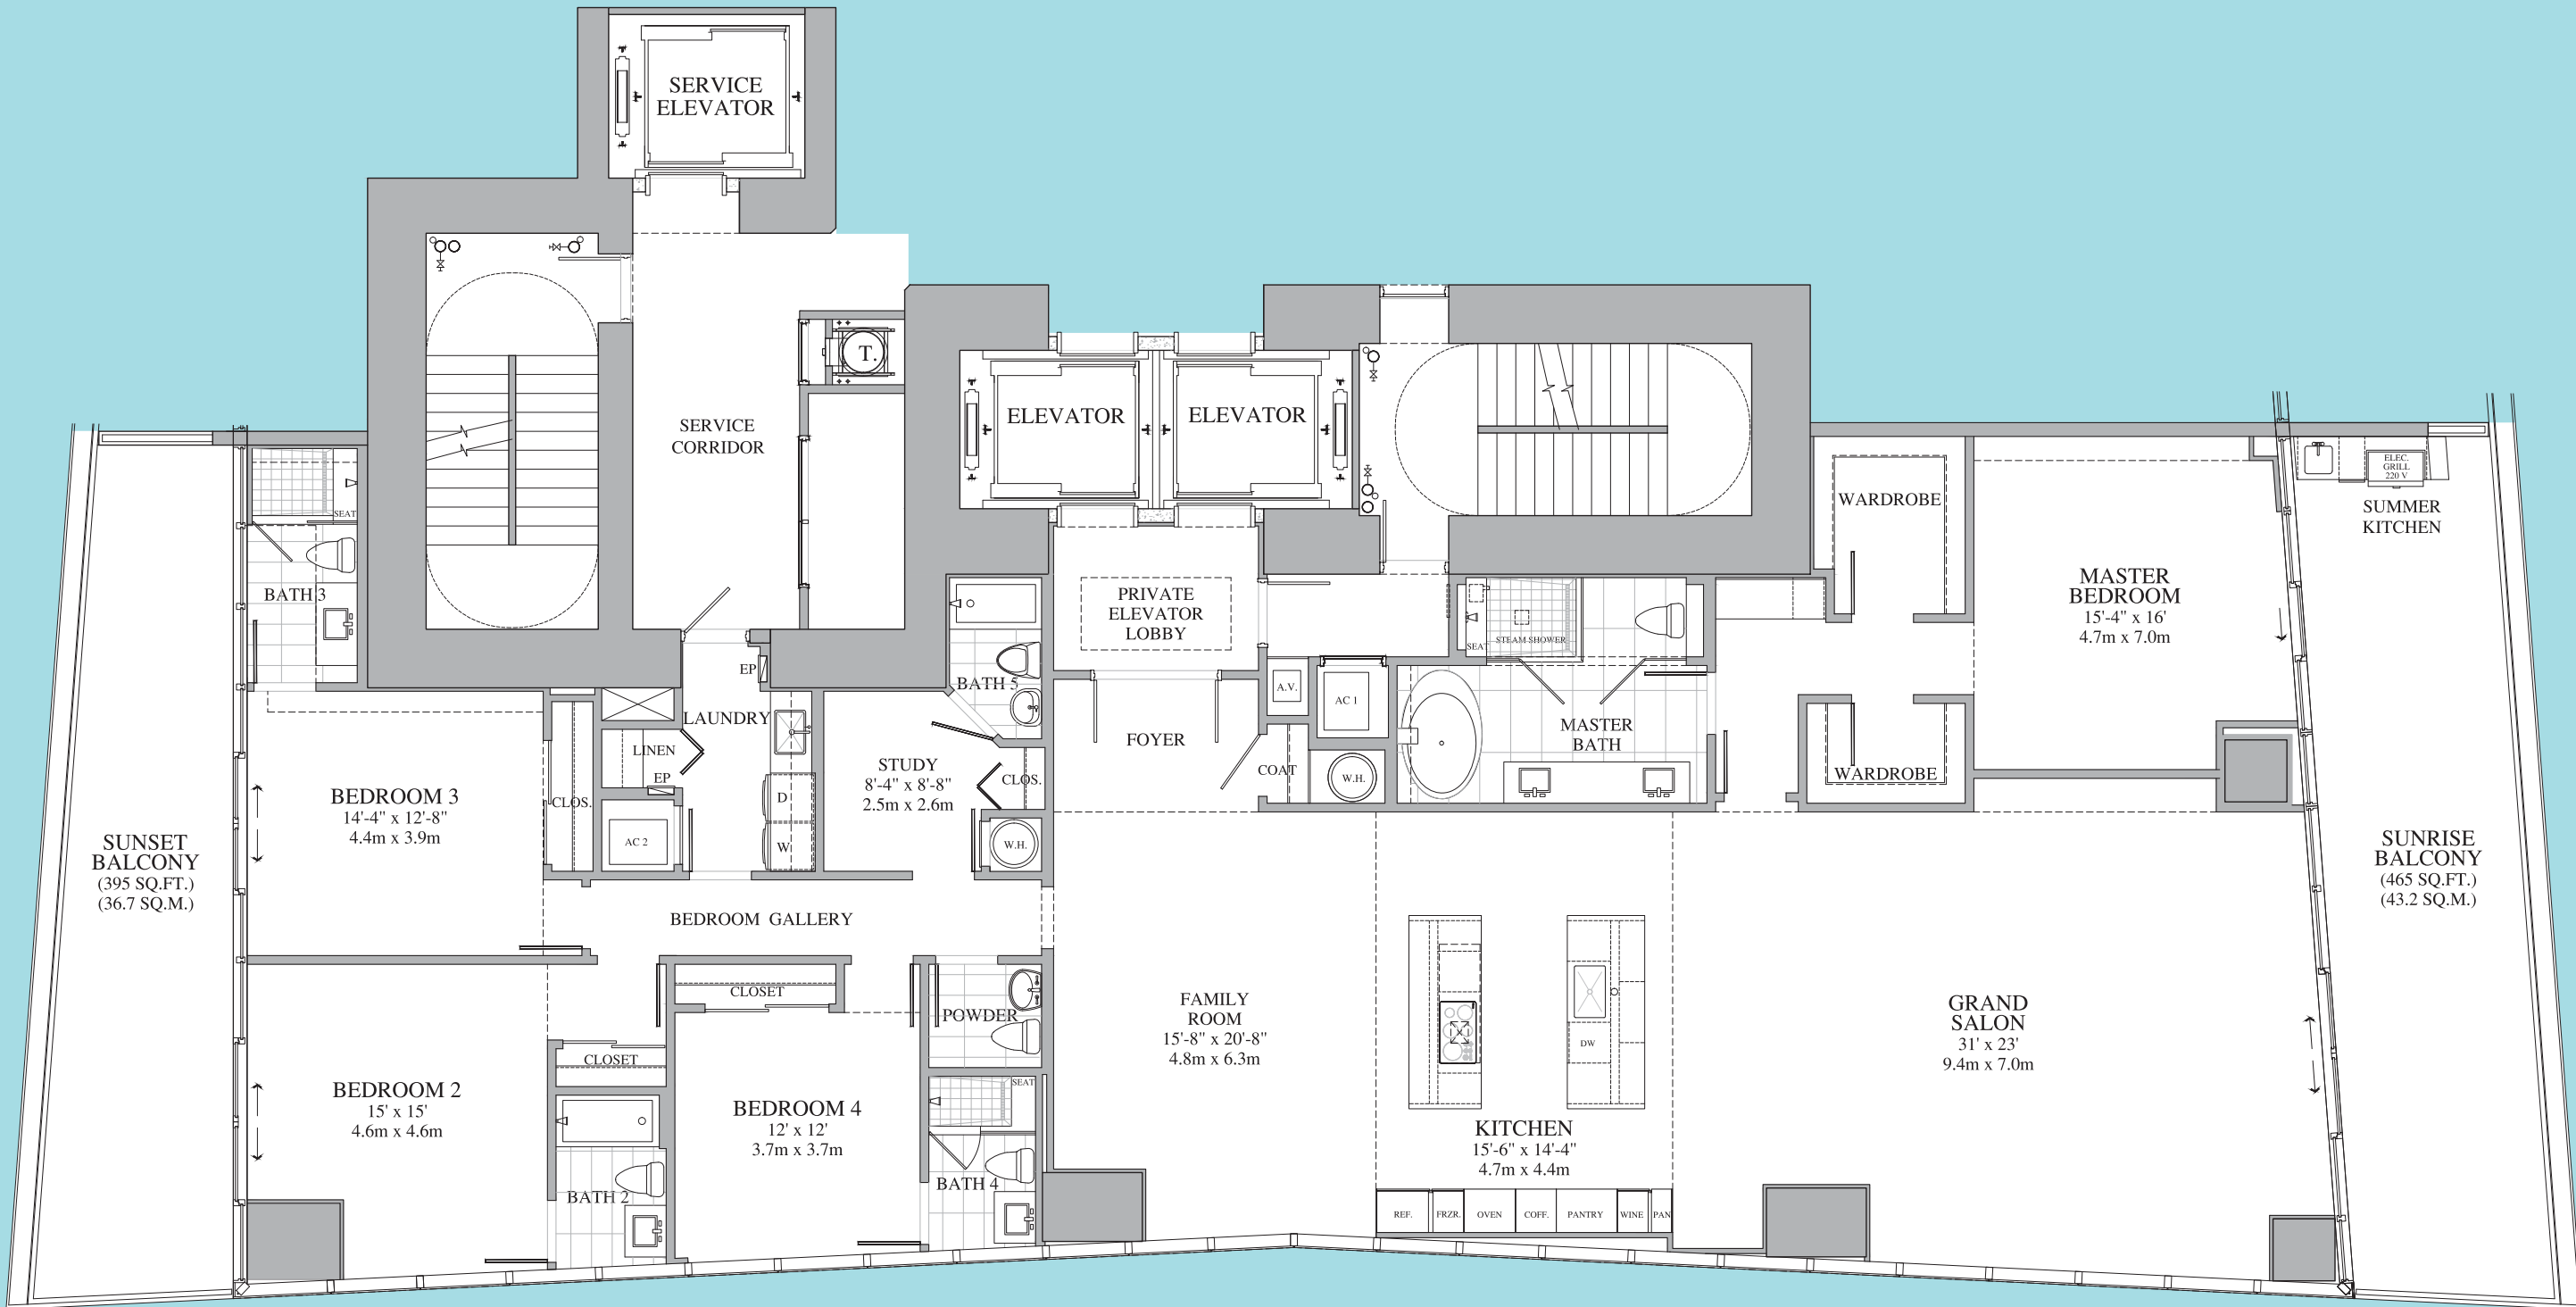 SERVICE
ELEVATOR
T.
SERVICE
CORRIDOR
ELEVATOR
ELEVATOR
WARDROBE
ELEC.
GRILL
220 V
SUMMER
KITCHEN
SEAT
BATH 3
MASTER
BEDROOM
15'-4" x 16'
4.7m x 7.0m
PRIVATE
ELEVATOR
LOBBY
SEAT
STEAM SHOWER
EP
BATH 5
A.V.
AC 1
LAUNDRY
LINEN
EP
FOYER
MASTER
BATH
COAT
W.H.
WARDROBE
STUDY
8'-4" x 8'-8"
2.5m x 2.6m
CLOS.
D
W
W.H.
AC 2
CLOS.
BEDROOM 3
14'-4" x 12'-8"
4.4m x 3.9m
SUNSET
BALCONY
(395 SQ.FT.)
(36.7 SQ.M.)
SUNRISE
BALCONY
(465 SQ.FT.)
(43.2 SQ.M.)
BEDROOM GALLERY
CLOSET
POWDER
FAMILY
ROOM
15'-8" x 20'-8"
4.8m x 6.3m
DW
GRAND
SALON
31' x 23'
9.4m x 7.0m
CLOSET
BEDROOM 2
15' x 15'
4.6m x 4.6m
SEAT
BEDROOM 4
12' x 12'
3.7m x 3.7m
KITCHEN
15'-6" x 14'-4"
4.7m x 4.4m
BATH 2
BATH 4
REF.
FRZR.
OVEN
COFF.
PANTRY
WINE
PAN